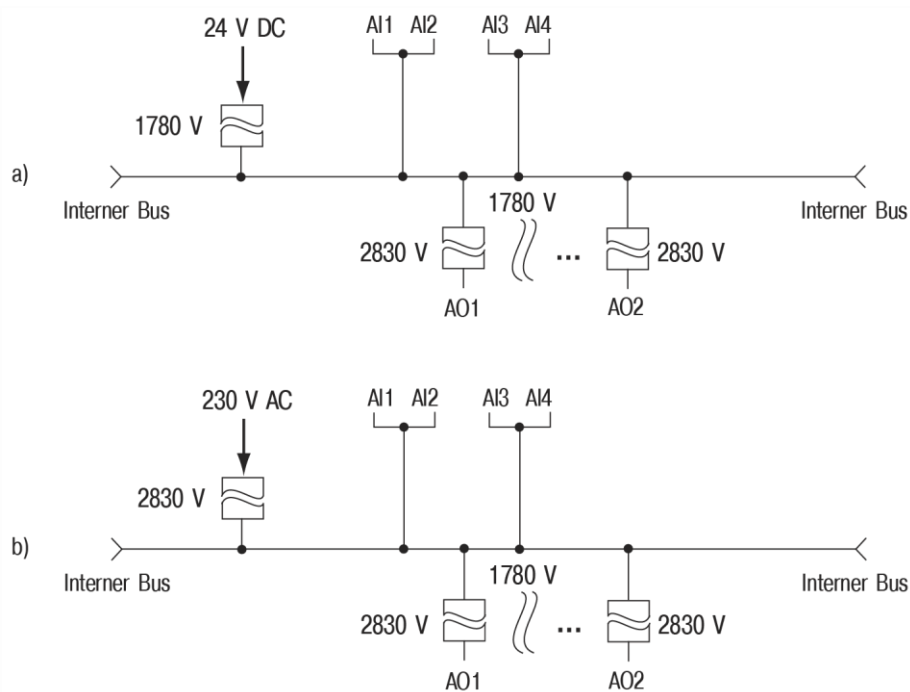 24 V DC
AI1 AI2 AI3 AI4
1780 V
a)
Interner Bus
1780 V
Interner Bus
2830 V
...
2830 V
AO1
AO2
230 V AC
AI1 AI2 AI3 AI4
2830 V
b)
Interner Bus
1780 V
Interner Bus
2830 V
...
2830 V
AO1
AO2